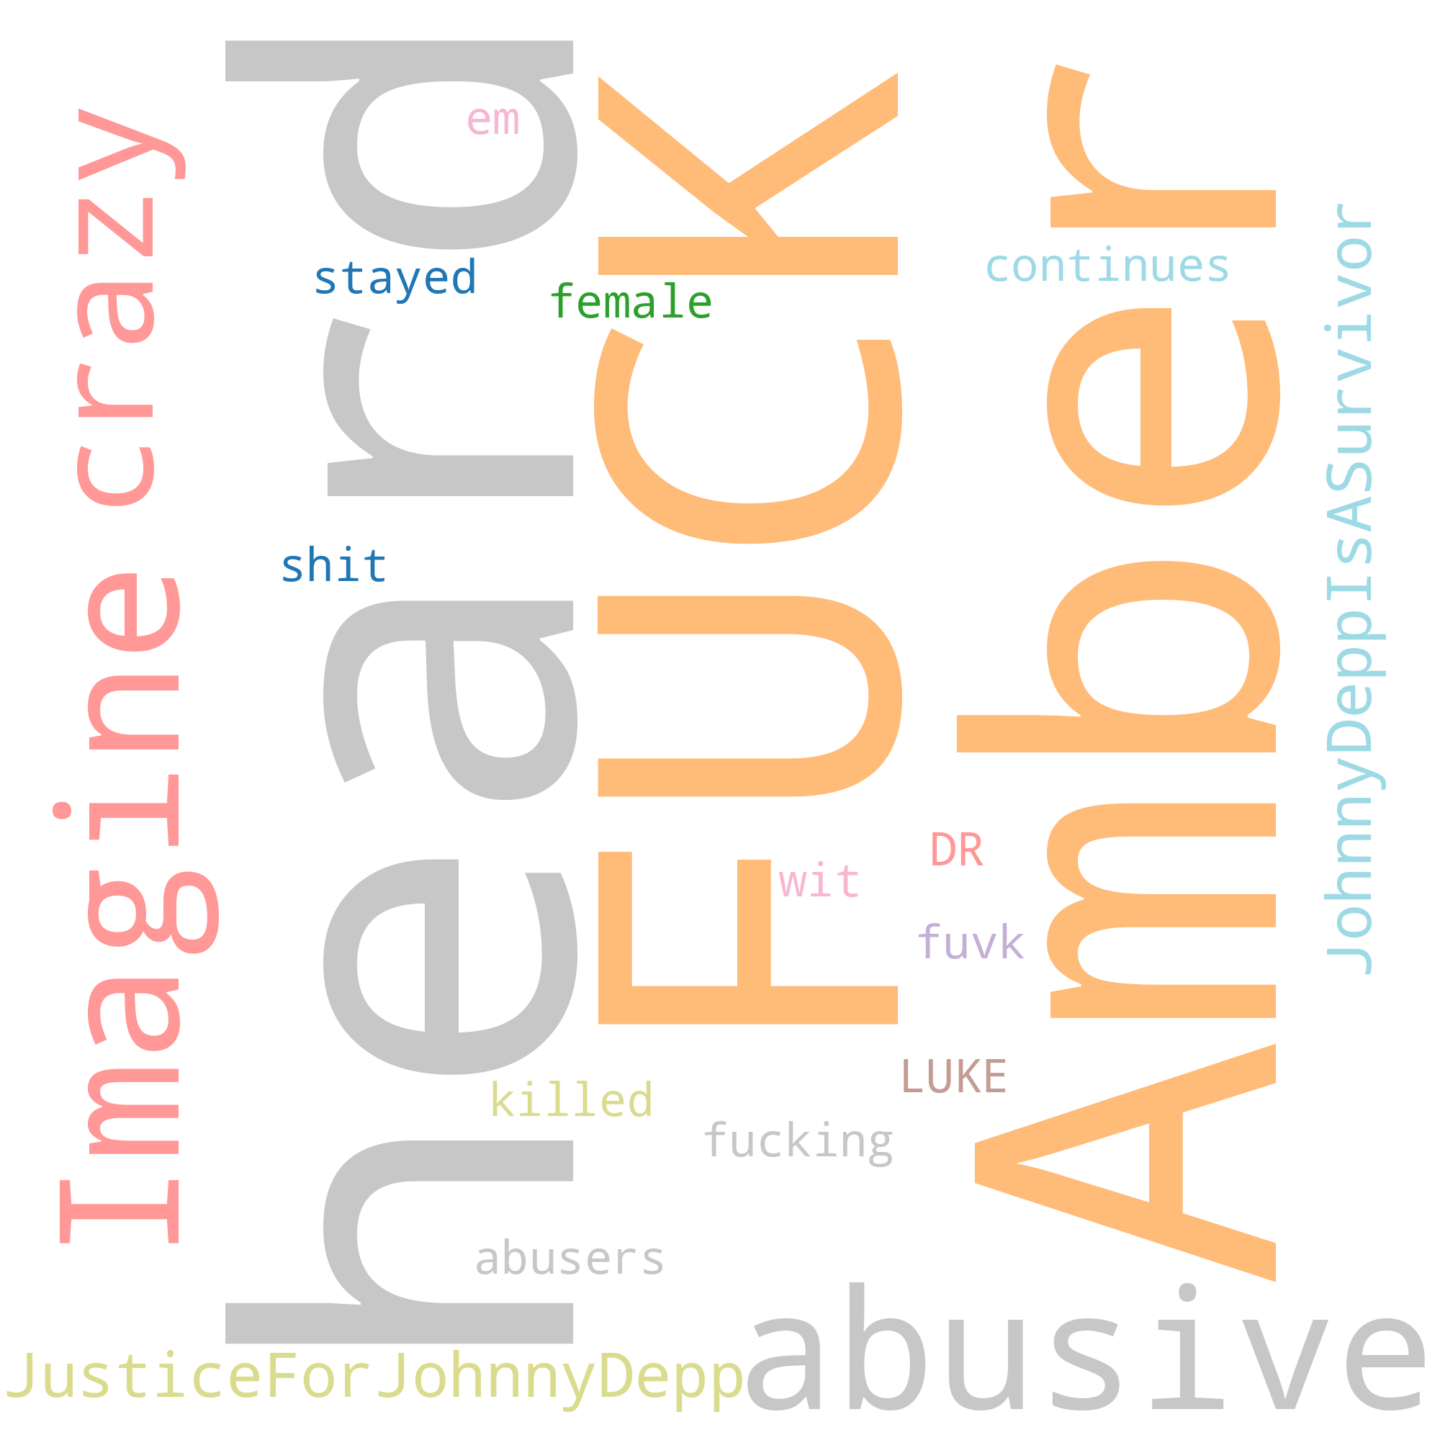 Imagine crazy
heard
FUCK
Amber
JohnnyDeppIsASurvivor
em
stayed
female
continues
shit
DR
wit
fuvk
LUKE
killed
fucking
abusers
JusticeForJohnnyDepp
abusive